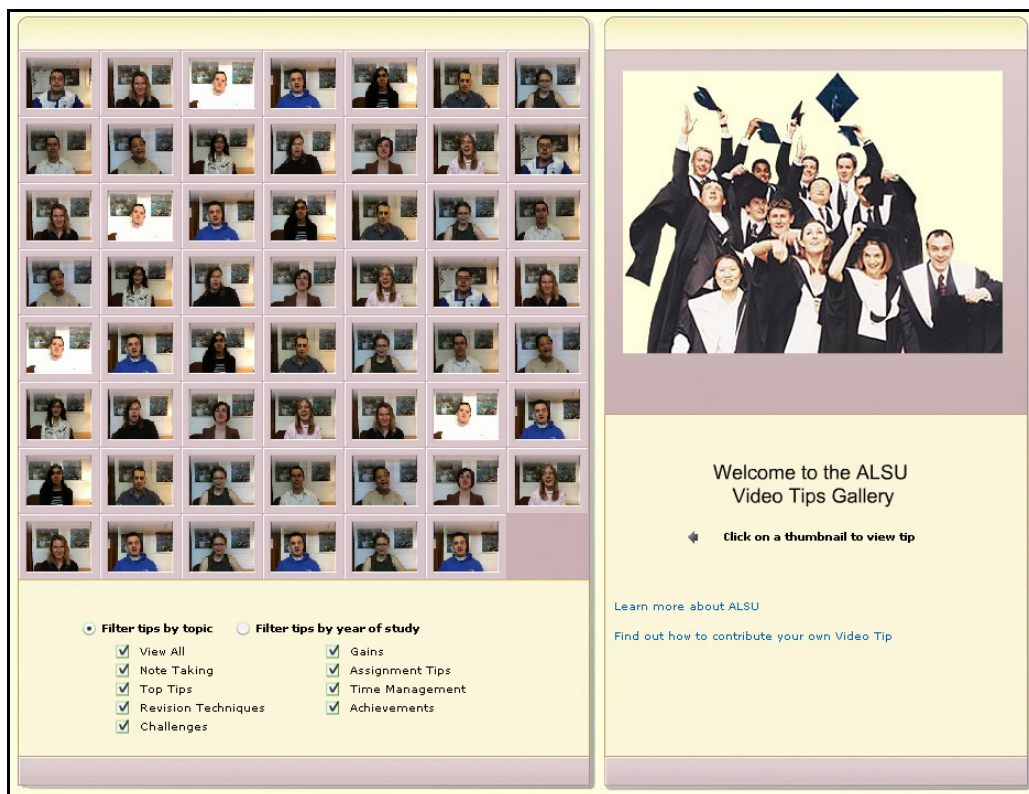 Filter tips by topic Filter tips by year of study
View All Gains
Note Taking Assignment Tips
Top Tips Time Management
Revision Techniques Achievements
Challenges
Welcome to the ALSU
Video Tips Gallery
Click on a thumbnail to view tip
Learn more about ALSU
Find out how to contribute your own Video Tip